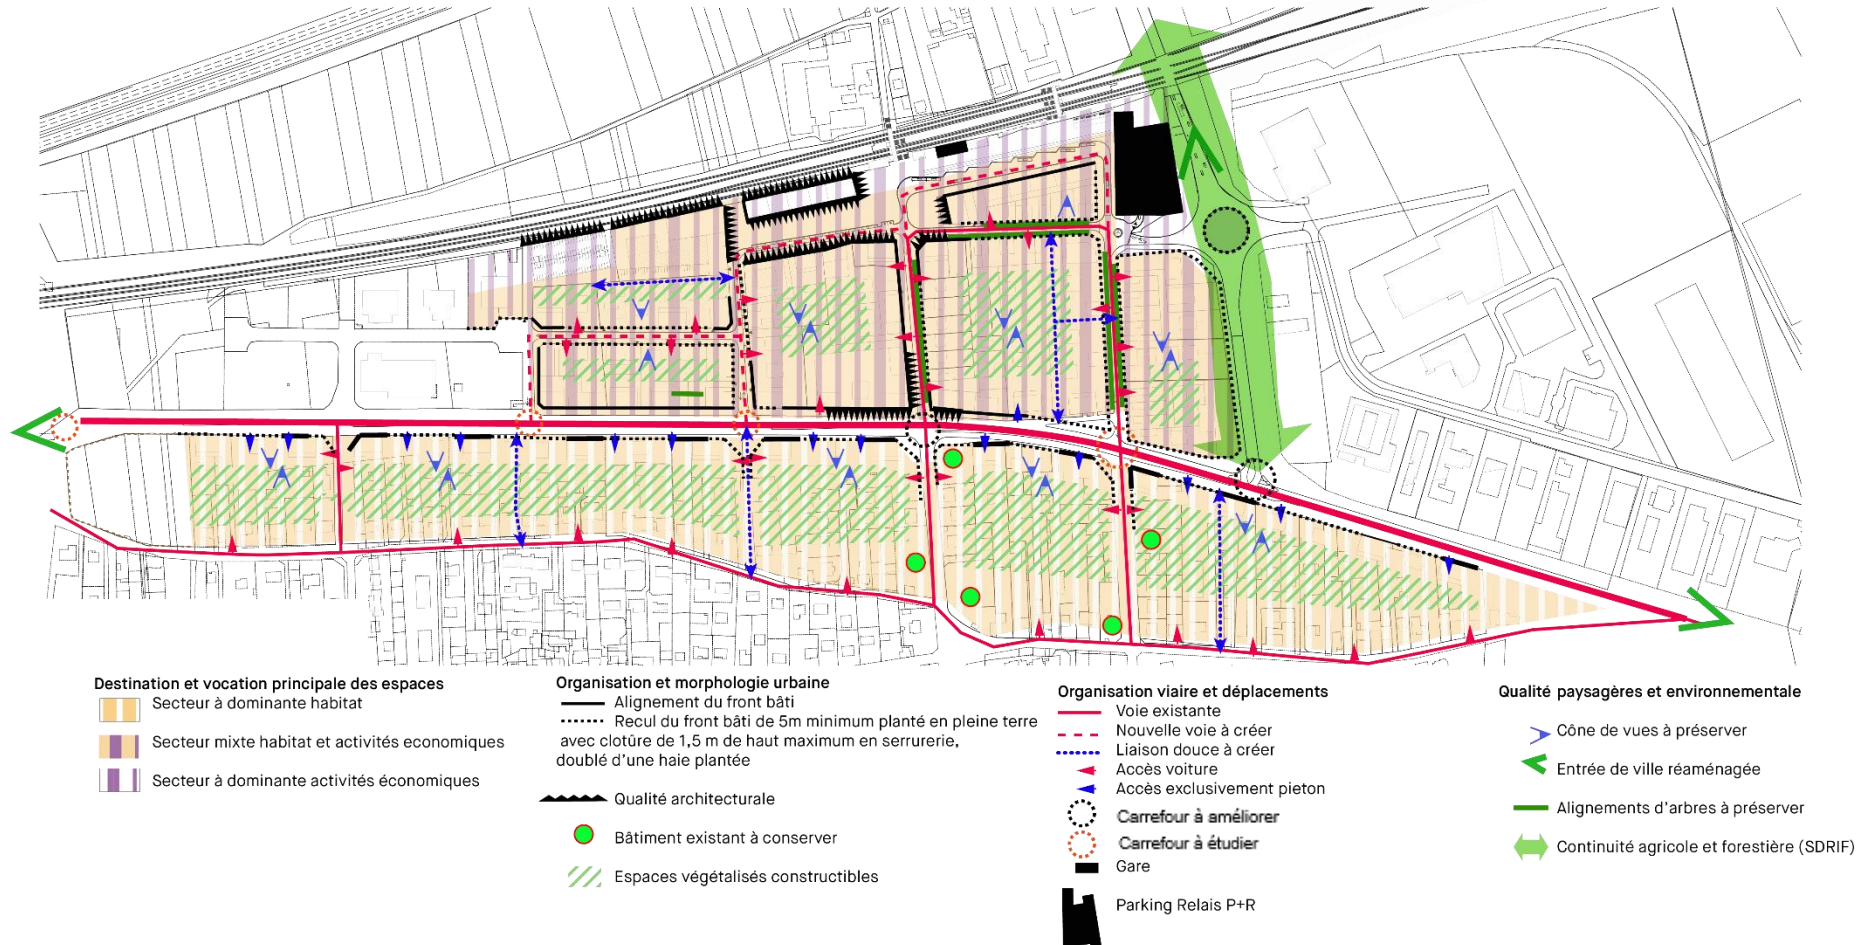 Destination et vocation principale des espaces
Secteur à dominante habitat
Secteur mixte habitat et activités economiques
Secteur à dominante activités économiques
Organisation et morphologie urbaine
Alignement du front bâti
Recul du front bâti de 5m minimum planté en pleine terre
avec clotûre de 1,5 m de haut maximum en serrurerie,
doublé d'une haie plantée
Qualité architecturale
Bâtiment existant à conserver
Espaces végétalisés constructibles
Organisation viaire et déplacements
Voie existante
Nouvelle voie à créer
Liaison douce à créer
Accès voiture
Accès exclusivement pieton
Carrefour à améliorer
Carrefour à étudier
Gare
Parking Relais P+R
Qualité paysagères et environnementale
Cône de vues à préserver
Entrée de ville réaménagée
Alignements d'arbres à préserver
Continuité agricole et forestière (SDRIF)